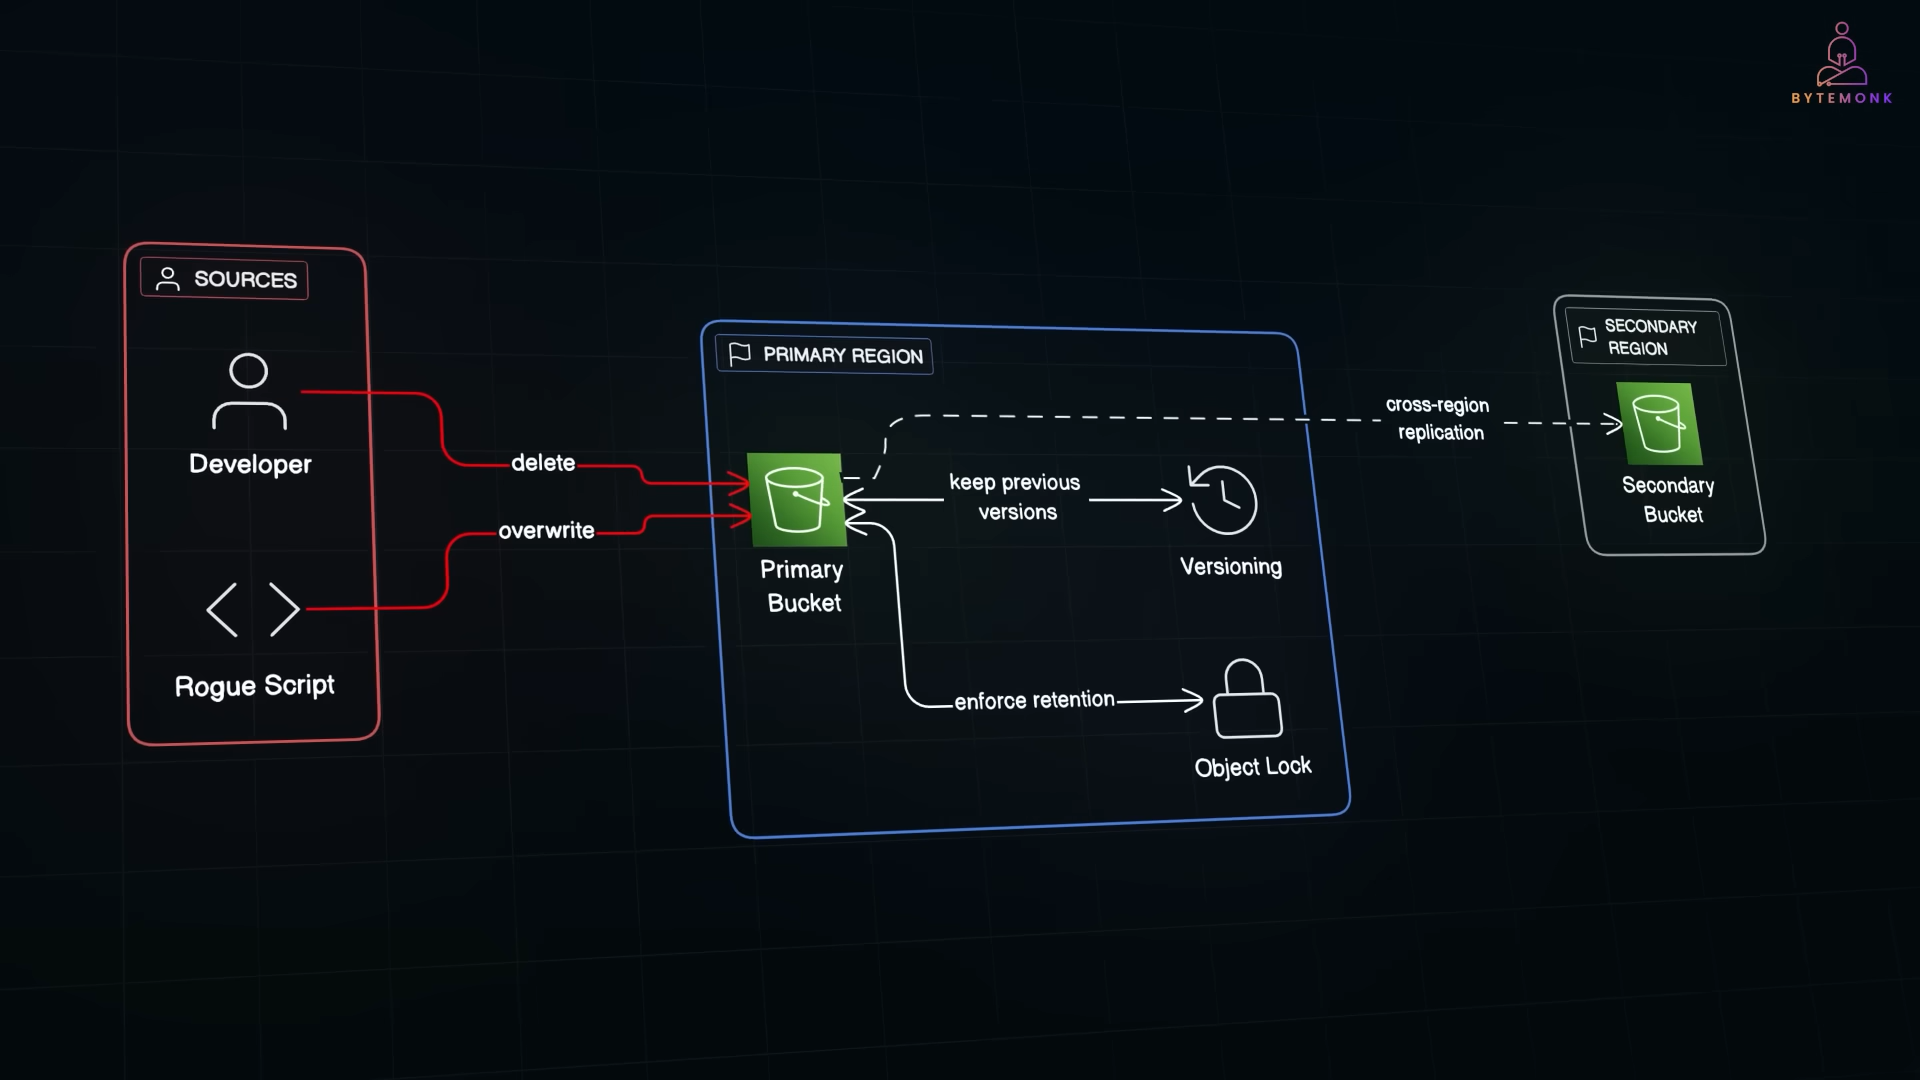 BYTEMONK
SOURCES
Developer
Rogue Script
delete
overwrite
PRIMARY REGION
Primary
Bucket
keep previous
versions
Versioning
enforce retention
Object Lock
cross-region
replication
SECONDARY
REGION
Secondary
Bucket